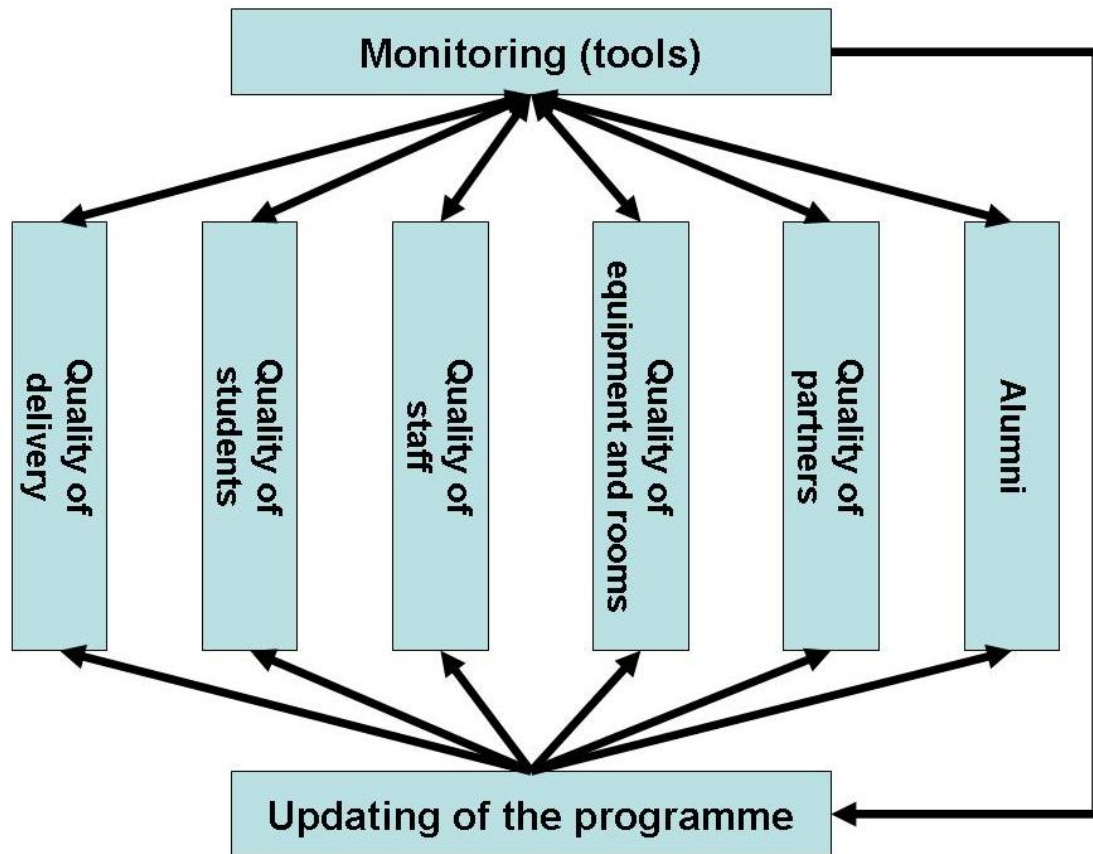 Monitoring (tools)
Quality of
delivery
Quality of
students
Quality of
staff
Quality of
equipment and rooms
Quality of
partners
Alumni
Updating of the programme